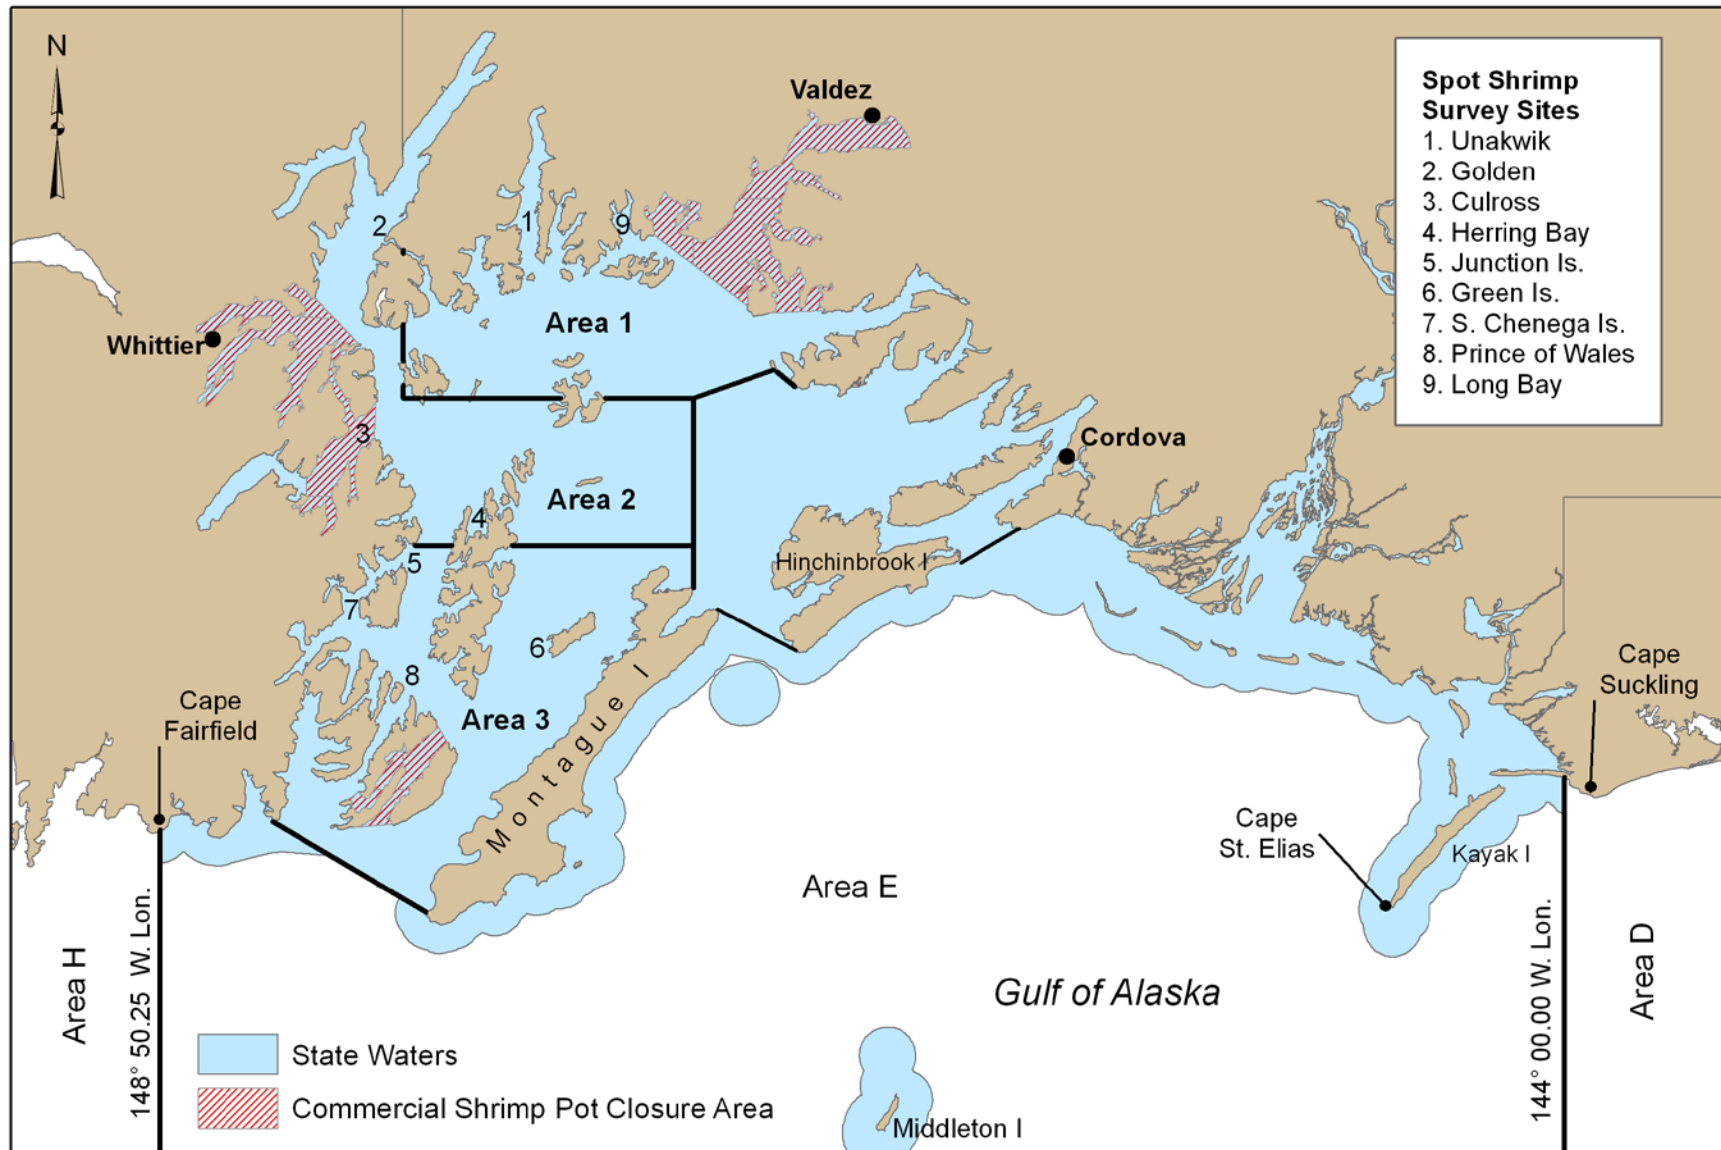 N
Valdez
Spot Shrimp
Survey Sites
1. Unakwik
2. Golden
3. Culross
4. Herring Bay
5. Junction Is.
6. Green Is.
7. S. Chenega Is.
8. Prince of Wales
9. Long Bay
2
1
9
Area 1
Whittier
3
Cordova
Area 2
4
5
Hinchinbrook I
7
6
8
Cape
Fairfield
Area 3
Montague I
Cape
Suckling
Cape
St. Elias
Kayak I
Area E
Area H
148° 50.25 W. Lon.
144° 00.00 W. Lon.
Area D
Gulf of Alaska
State Waters
Commercial Shrimp Pot Closure Area
Middleton I